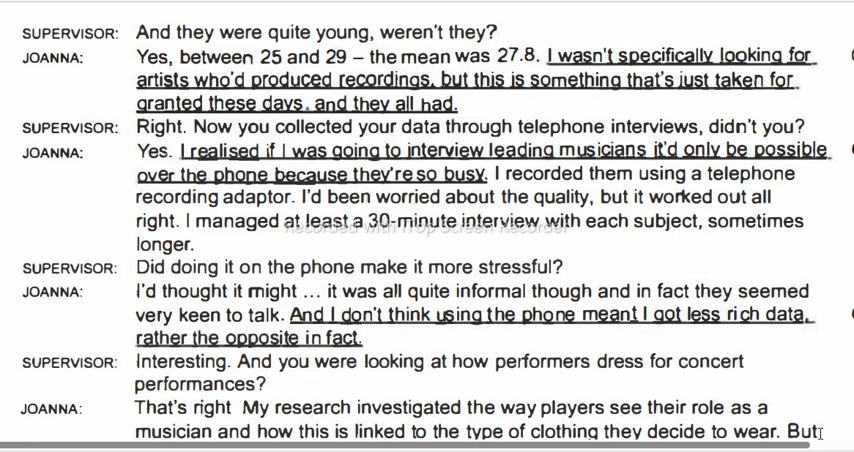 SUPERVISOR: And they were quite young, weren't they?
JOANNA: Yes, between 25 and 29 – the mean was 27.8. I wasn't specifically looking for
artists who'd produced recordings, but this is something that's just taken for
granted these days, and they all had.
SUPERVISOR: Right. Now you collected your data through telephone interviews, didn't you?
JOANNA: Yes. I realised if I was going to interview leading musicians it'd only be possible
over the phone because they're so busy. I recorded them using a telephone
recording adaptor. I'd been worried about the quality, but it worked out all
right. I managed at least a 30-minute interview with each subject, sometimes
Recorded with iTop Screen Recorder
longer.
SUPERVISOR: Did doing it on the phone make it more stressful?
JOANNA: I'd thought it might ... it was all quite informal though and in fact they seemed
very keen to talk. And I don't think using the phone meant I got less rich data,
rather the opposite in fact.
SUPERVISOR: Interesting. And you were looking at how performers dress for concert
performances?
JOANNA: That's right My research investigated the way players see their role as a
musician and how this is linked to the type of clothing they decide to wear. But